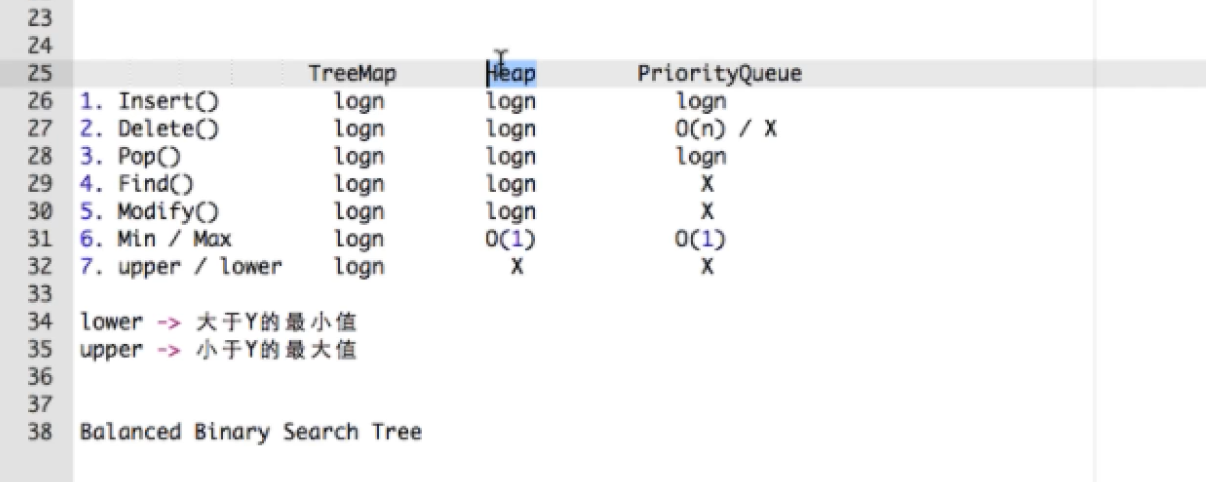 23
24
25 TreeMap Heap PriorityQueue
26 1. Insert() logn logn logn
27 2. Delete() logn logn O(n) / X
28 3. Pop() logn logn logn
29 4. Find() logn logn X
30 5. Modify() logn logn X
31 6. Min / Max logn O(1) O(1)
32 7. upper / lower logn X X
33
34 lower -> 大于Y的最小值
35 upper -> 小于Y的最大值
36
37
38 Balanced Binary Search Tree